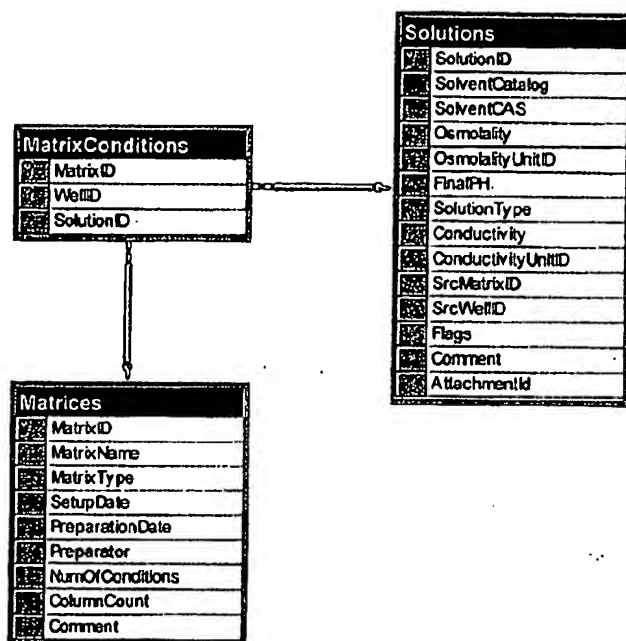 Solutions
SolutionID
SolventCatalog
SolventCAS
Osmolality
OsmolalityUnitID
FinalPH
SolutionType
Conductivity
ConductivityUnitID
SrcMatrixID
SrcWellID
Flags
Comment
AttachmentId
MatrixConditions
MatrixID
WellID
SolutionID
Matrices
MatrixID
MatrixName
MatrixType
SetupDate
PreparationDate
Preparator
NumOfConditions
ColumnCount
Comment